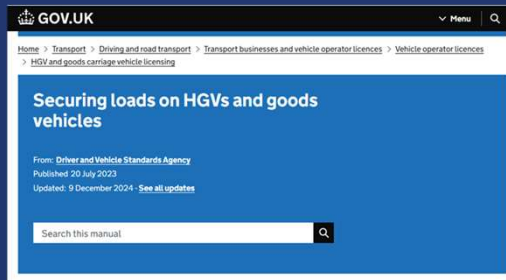 GOV.UK
Menu
Home > Transport > Driving and road transport > Transport businesses and vehicle operator licences > Vehicle operator licences
> HGV and goods carriage vehicle licensing
Securing loads on HGVs and goods
vehicles
From: Driver and Vehicle Standards Agency
Published 20 July 2023
Updated: 9 December 2024 - See all updates
Search this manual